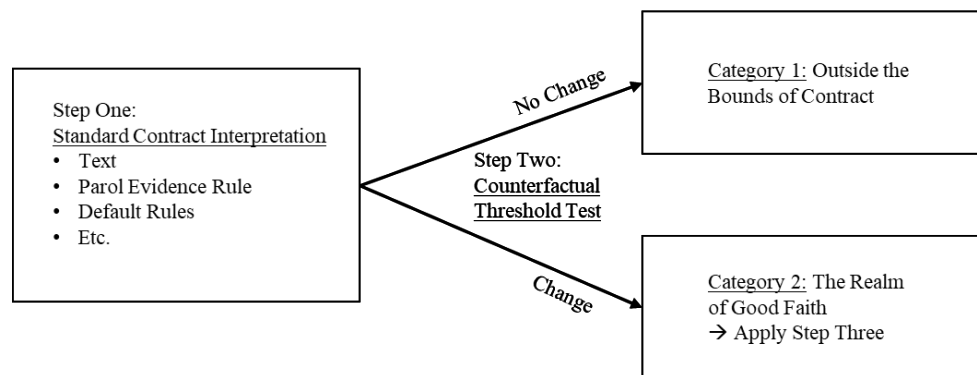 Step One:
Standard Contract Interpretation
• Text
• Parol Evidence Rule
• Default Rules
• Etc.
No Change
Step Two:
Counterfactual
Threshold Test
Change
Category 1: Outside the
Bounds of Contract
Category 2: The Realm
of Good Faith
→ Apply Step Three